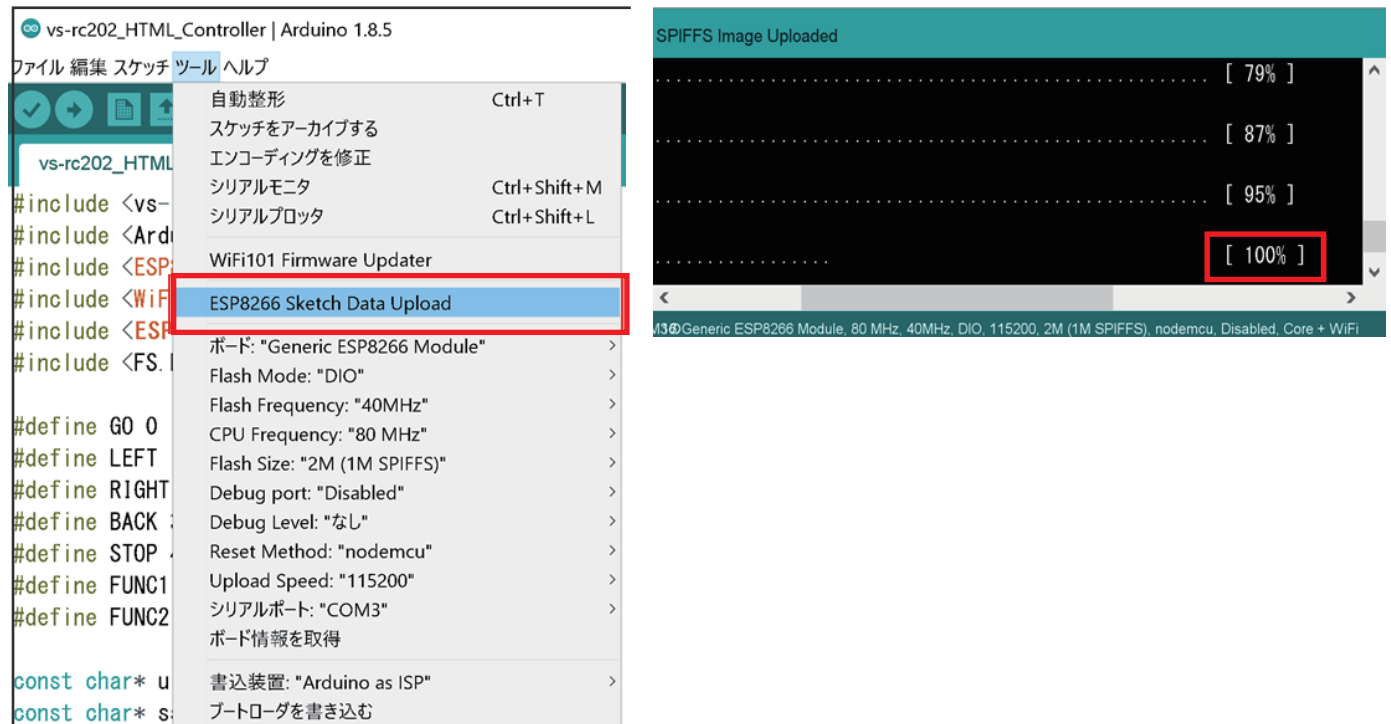 vs-rc202_HTML_Controller | Arduino 1.8.5
ファイル 編集 スケッチ ツール ヘルプ
vs-rc202_HTML
#include <vs-
#include <Ard
#include <ESP
#include <WiF
#include <ESP
#include <FS.
#define GO 0
#define LEFT
#define RIGHT
#define BACK
#define STOP
#define FUNC1
#define FUNC2
const char* u
const char* s
自動整形 Ctrl+T
スケッチをアーカイブする
エンコーディングを修正
シリアルモニタ Ctrl+Shift+M
シリアルプロッタ Ctrl+Shift+L
WiFi101 Firmware Updater
ESP8266 Sketch Data Upload
ボード: "Generic ESP8266 Module"
Flash Mode: "DIO"
Flash Frequency: "40MHz"
CPU Frequency: "80 MHz"
Flash Size: "2M (1M SPIFFS)"
Debug port: "Disabled"
Debug Level: "なし"
Reset Method: "nodemcu"
Upload Speed: "115200"
シリアルポート: "COM3"
ボード情報を取得
書込装置: "Arduino as ISP"
ブートローダを書き込む
SPIFFS Image Uploaded
................................................................ [ 79% ]
................................................................ [ 87% ]
................................................................ [ 95% ]
.................. [ 100% ]
Generic ESP8266 Module, 80 MHz, 40MHz, DIO, 115200, 2M (1M SPIFFS), nodemcu, Disabled, Core + WiFi